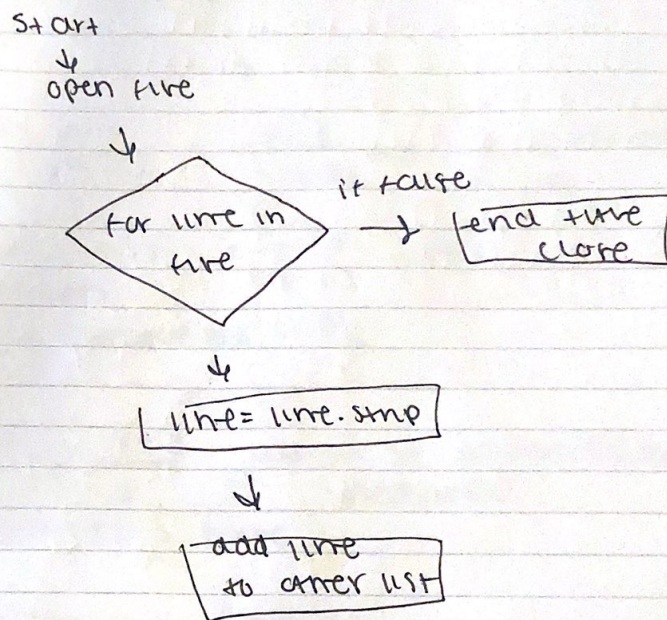 Start
open file
for line in
file
if false
end file
close
line = line.strip
add line
to other list